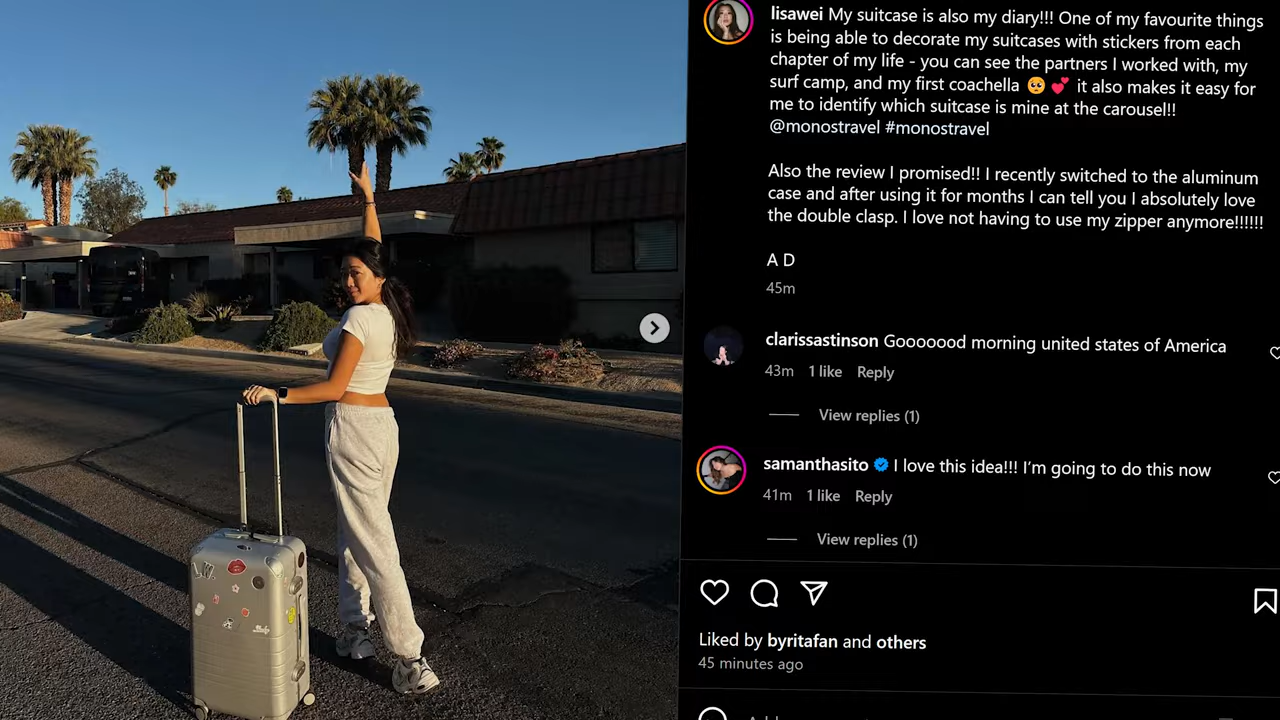 lisawei My suitcase is also my diary!!! One of my favourite things
is being able to decorate my suitcases with stickers from each
chapter of my life - you can see the partners I worked with, my
surf camp, and my first coachella 🥺 💕 it also makes it easy for
me to identify which suitcase is mine at the carousel!!
@monostravel #monostravel
Also the review I promised!! I recently switched to the aluminum
case and after using it for months I can tell you I absolutely love
the double clasp. I love not having to use my zipper anymore!!!!!!
A D
45m
clarissastinson Gooooood morning united states of America
43m 1 like Reply
View replies (1)
samanthasito I love this idea!!! I'm going to do this now
41m 1 like Reply
View replies (1)
Liked by byritafan and others
45 minutes ago